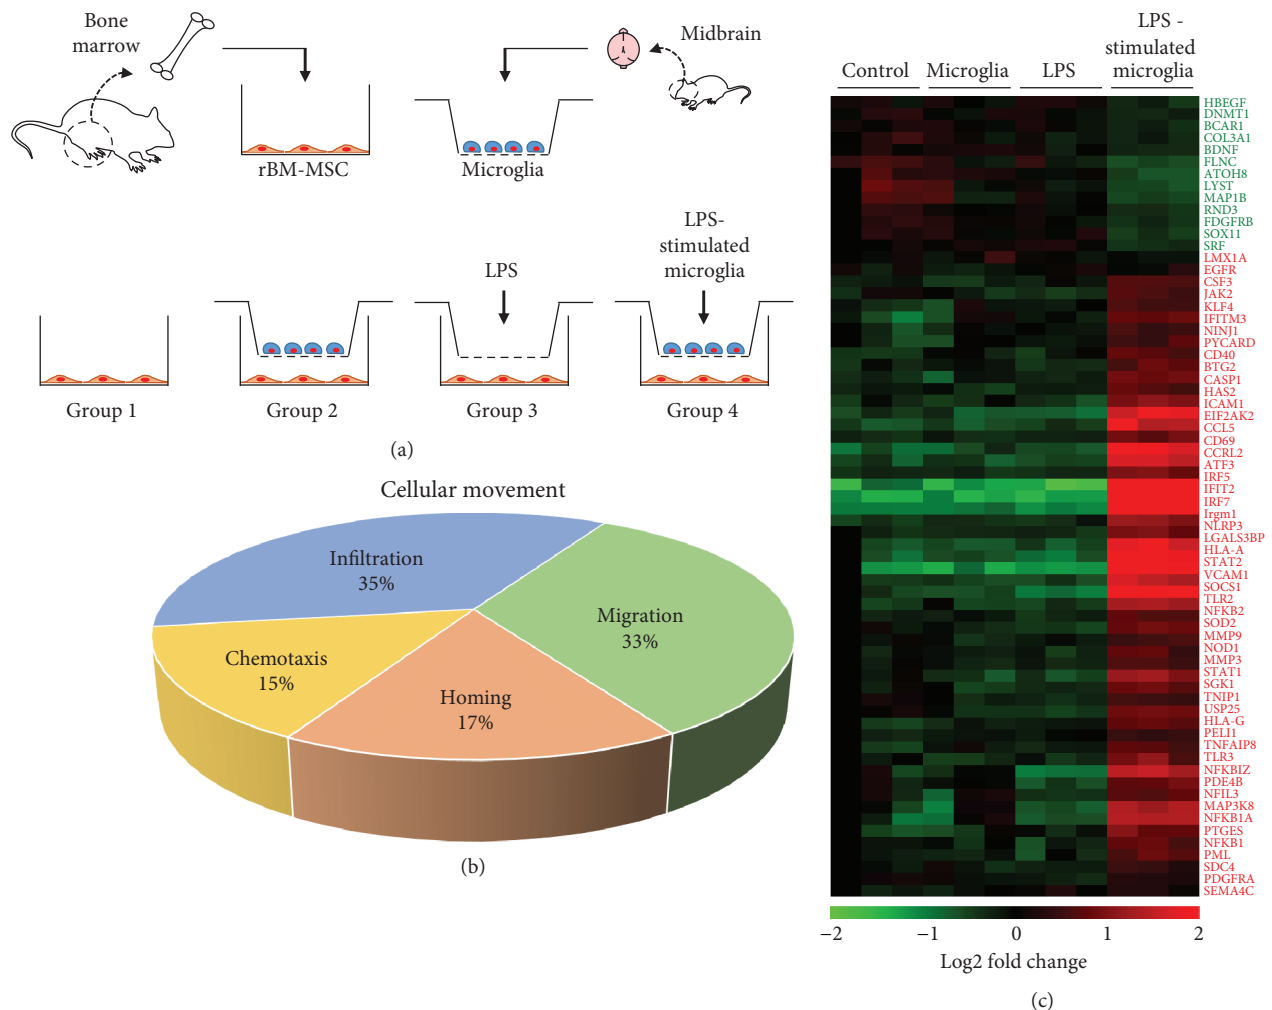 Bone
marrow
Midbrain
rBM-MSC
Microglia
LPS
LPS-
stimulated
microglia
Group 1
Group 2
Group 3
Group 4
(a)
Cellular movement
Infiltration
35%
Migration
33%
Chemotaxis
15%
Homing
17%
(b)
Control
Microglia
LPS
LPS -
stimulated
microglia
HBEGF
DNMT1
BCAR1
COL3A1
BDNF
FLNC
ATOH8
LYST
MAP1B
RND3
FDGFRB
SOX11
SRF
LMX1A
EGFR
CSF3
JAK2
KLF4
IFITM3
NINJ1
PYCARD
CD40
BTG2
CASP1
HAS2
ICAM1
EIF2AK2
CCL5
CD69
CCRL2
ATF3
IRF5
IFIT2
IRF7
Irgm1
NLRP3
LGALS3BP
HLA-A
STAT2
VCAM1
SOCS1
TLR2
NFKB2
SOD2
MMP9
NOD1
MMP3
STAT1
SGK1
TNIP1
USP25
HLA-G
PELI1
TNFAIP8
TLR3
NFKBIZ
PDE4B
NFIL3
MAP3K8
NFKB1A
PTGES
NFKB1
PML
SDC4
PDGFRA
SEMA4C
−2 −1 0 1 2
Log2 fold change
(c)